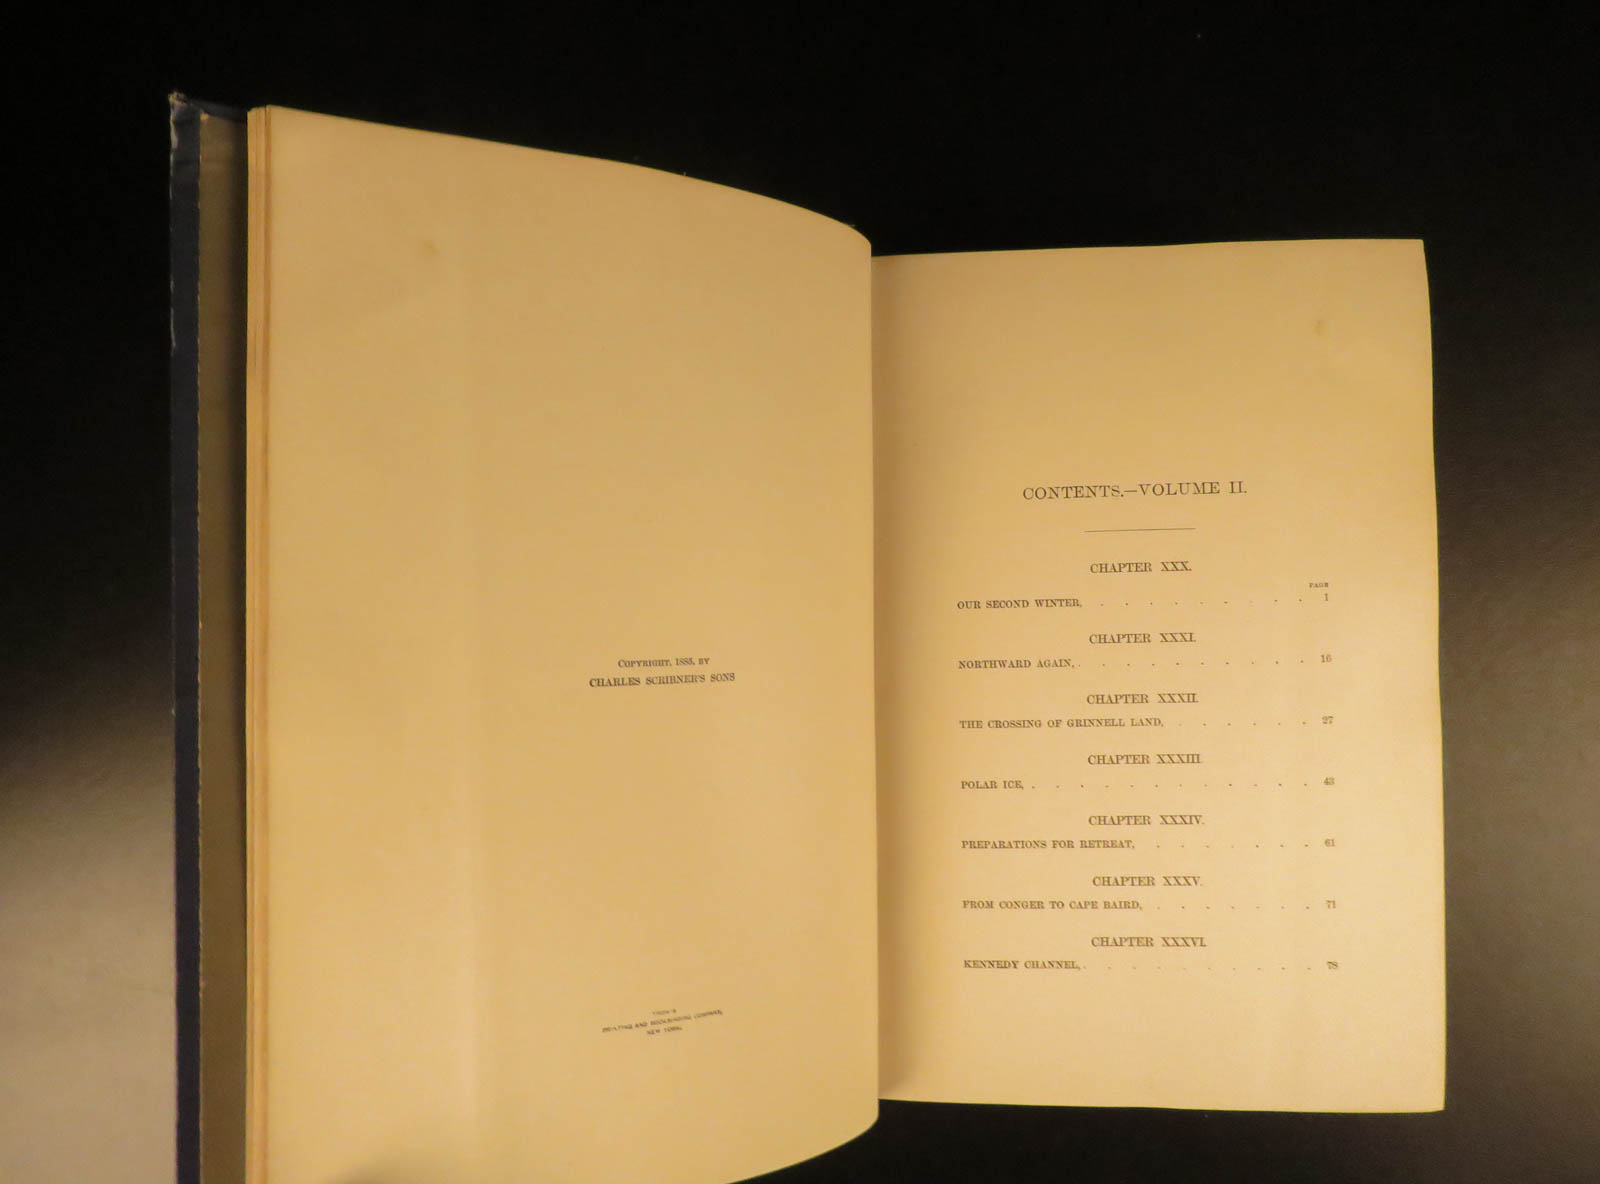 COPYRIGHT, 1885, BY
CHARLES SCRIBNER'S SONS
TROW'S
PRINTING AND BOOKBINDING COMPANY,
NEW YORK.
CONTENTS.—VOLUME II.
CHAPTER XXX.
PAGE
OUR SECOND WINTER, . . . . . . . . . 1
CHAPTER XXXI.
NORTHWARD AGAIN, . . . . . . . . . . 16
CHAPTER XXXII.
THE CROSSING OF GRINNELL LAND, . . . . . . 27
CHAPTER XXXIII.
POLAR ICE, . . . . . . . . . . . . 43
CHAPTER XXXIV.
PREPARATIONS FOR RETREAT, . . . . . . . 61
CHAPTER XXXV.
FROM CONGER TO CAPE BAIRD, . . . . . . . 71
CHAPTER XXXVI.
KENNEDY CHANNEL, . . . . . . . . . . 78